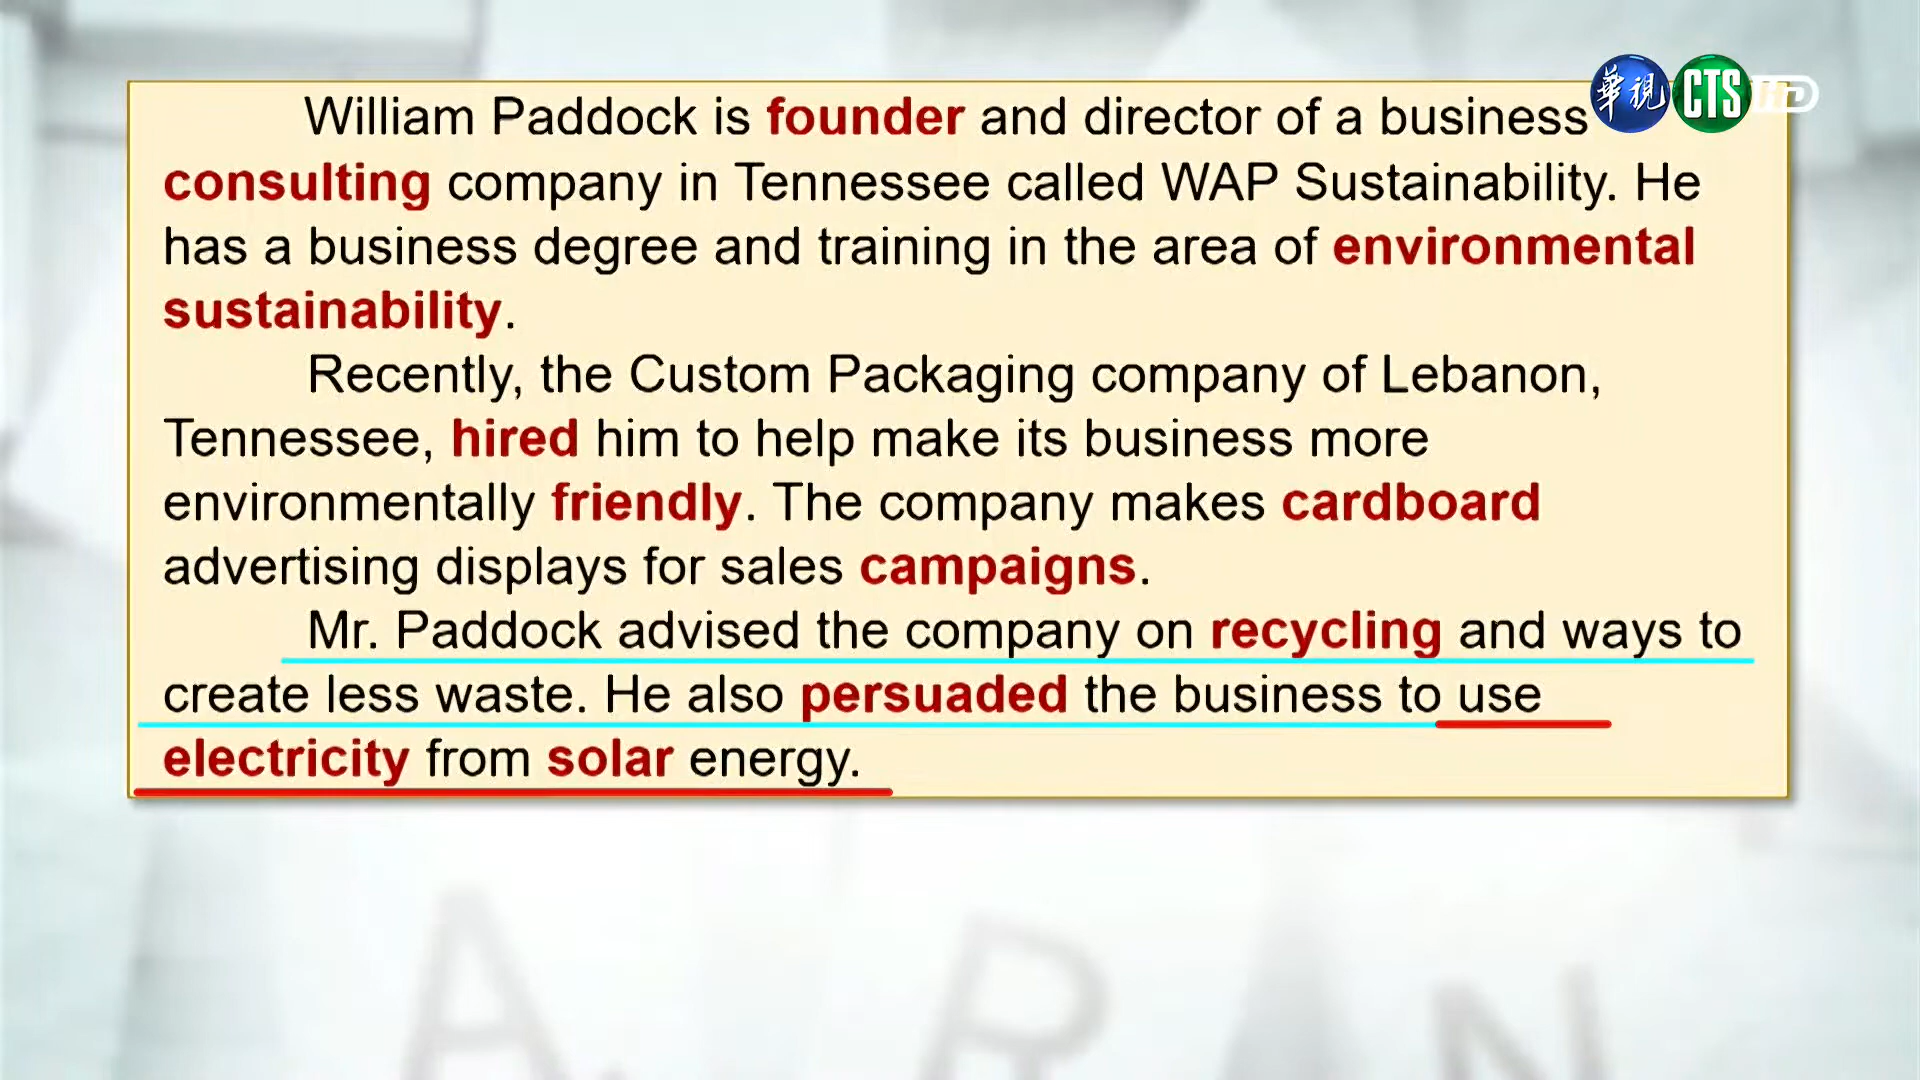 華視 CTS HD
William Paddock is founder and director of a business
consulting company in Tennessee called WAP Sustainability. He
has a business degree and training in the area of environmental
sustainability.
Recently, the Custom Packaging company of Lebanon,
Tennessee, hired him to help make its business more
environmentally friendly. The company makes cardboard
advertising displays for sales campaigns.
Mr. Paddock advised the company on recycling and ways to
create less waste. He also persuaded the business to use
electricity from solar energy.
A R N